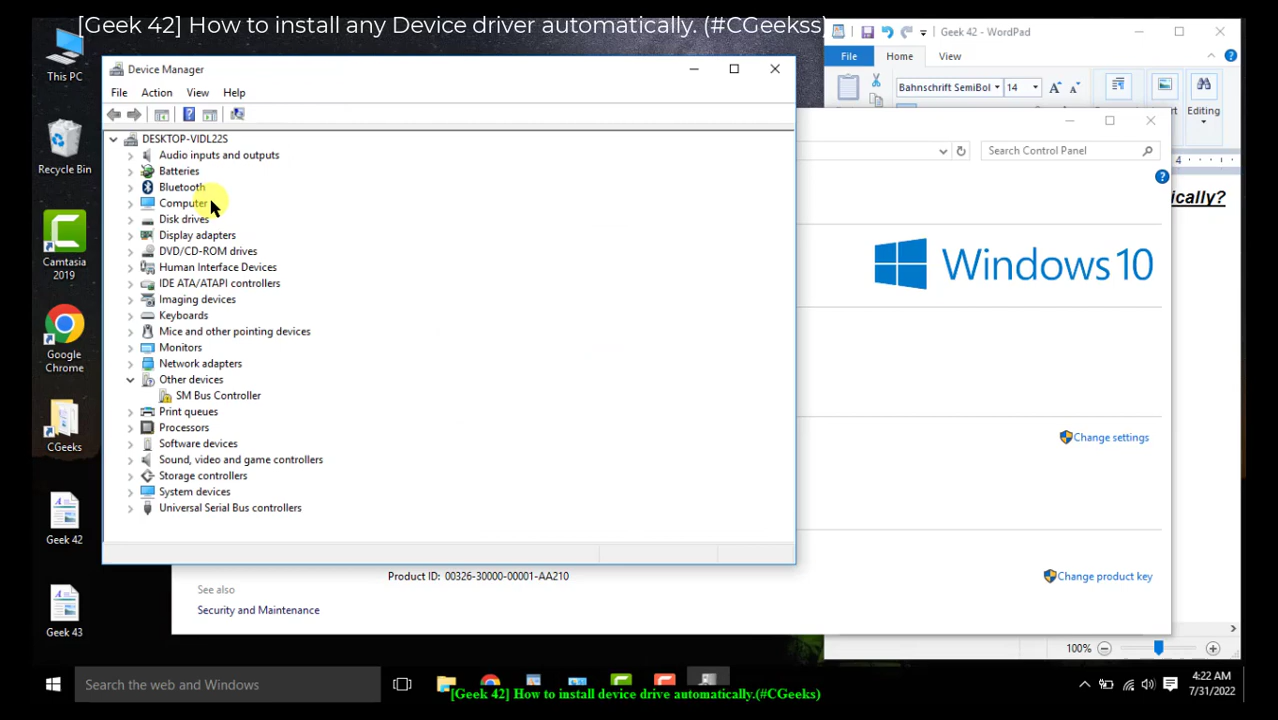 [Geek 42] How to install any Device driver automatically. (#CGeekss)
This PC
Recycle Bin
Camtasia
2019
Google
Chrome
CGeeks
Geek 42
Geek 43
Device Manager
File Action View Help
DESKTOP-VIDL22S
Audio inputs and outputs
Batteries
Bluetooth
Computer
Disk drives
Display adapters
DVD/CD-ROM drives
Human Interface Devices
IDE ATA/ATAPI controllers
Imaging devices
Keyboards
Mice and other pointing devices
Monitors
Network adapters
Other devices
SM Bus Controller
Print queues
Processors
Software devices
Sound, video and game controllers
Storage controllers
System devices
Universal Serial Bus controllers
Geek 42 - WordPad
File Home View
Bahnschrift SemiBol 14
Editing
4
ically?
100%
Search Control Panel
Windows 10
Change settings
Product ID: 00326-30000-00001-AA210
Change product key
See also
Security and Maintenance
Search the web and Windows
4:22 AM
7/31/2022
[Geek 42] How to install device drive automatically.(#CGeeks)